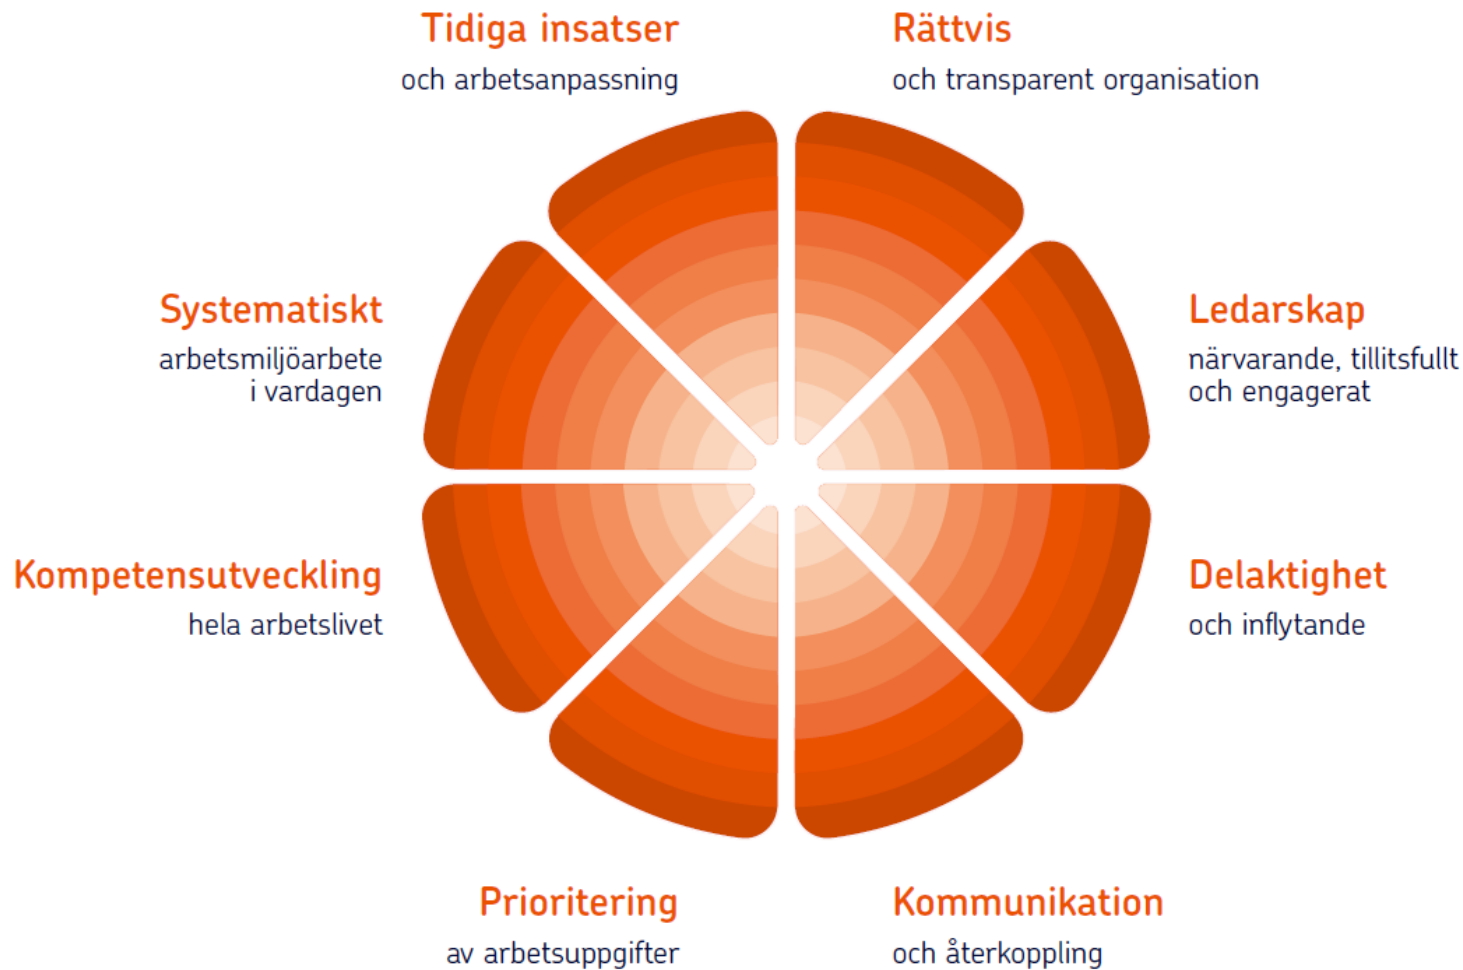 Tidiga insatser
och arbetsanpassning
Rättvis
och transparent organisation
Ledarskap
närvarande, tillitsfullt
och engagerat
Delaktighet
och inflytande
Kommunikation
och återkoppling
Prioritering
av arbetsuppgifter
Kompetensutveckling
hela arbetslivet
Systematiskt
arbetsmiljöarbete
i vardagen